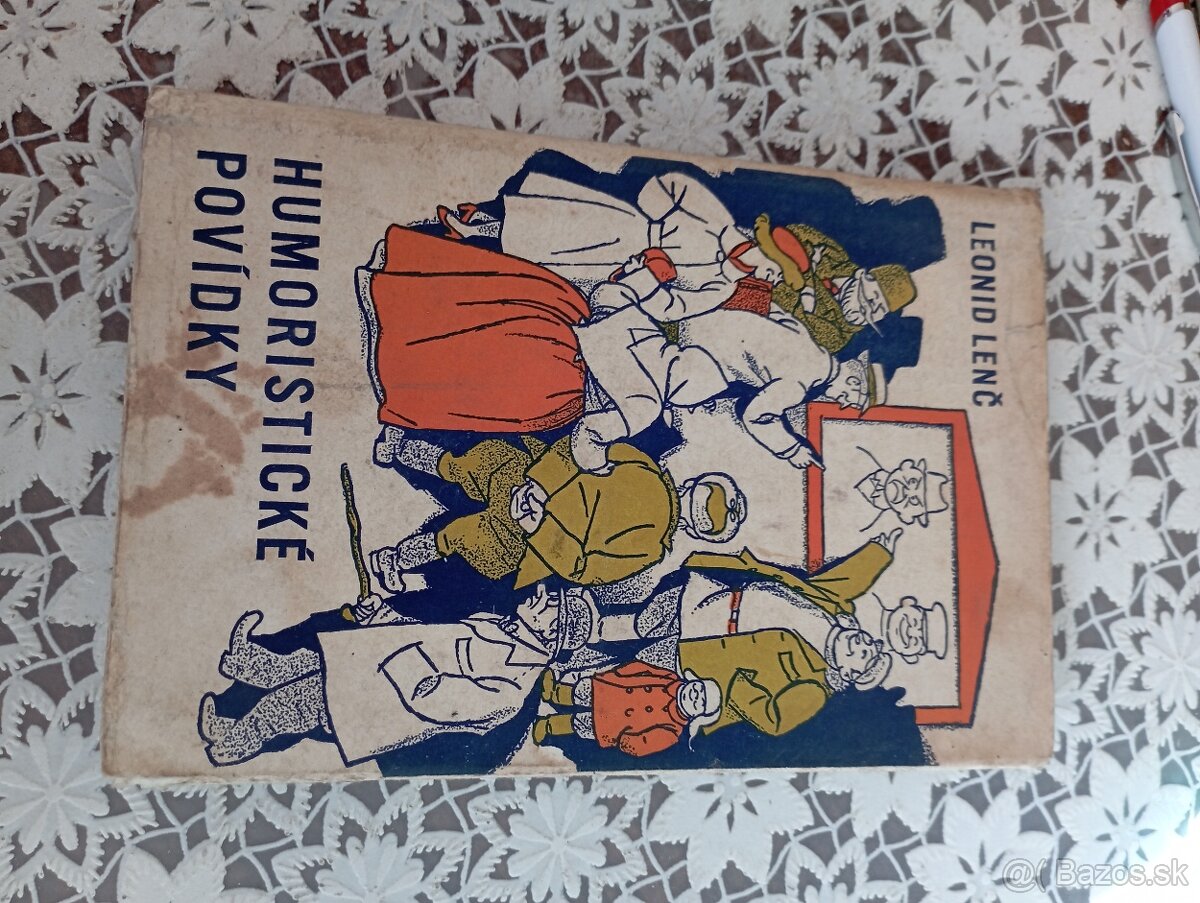 LEONID LENČ
HUMORISTICKÉ
POVÍDKY
@( Bazos.sk